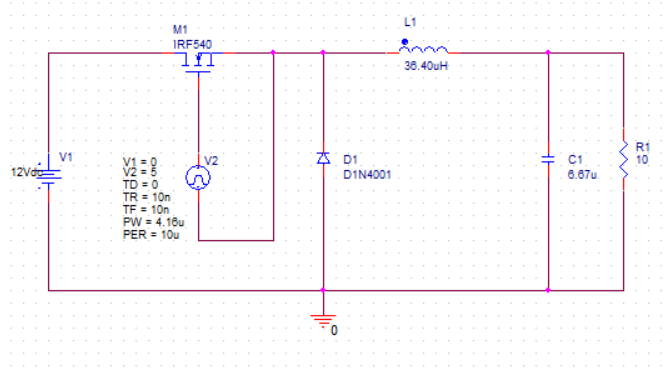 L1
M1
IRF540
36.40uH
V1
12Vdc
V1 = 0
V2 = 5
TD = 0
TR = 10n
TF = 10n
PW = 4.16u
PER = 10u
V2
D1
D1N4001
C1
6.67u
R1
10
0